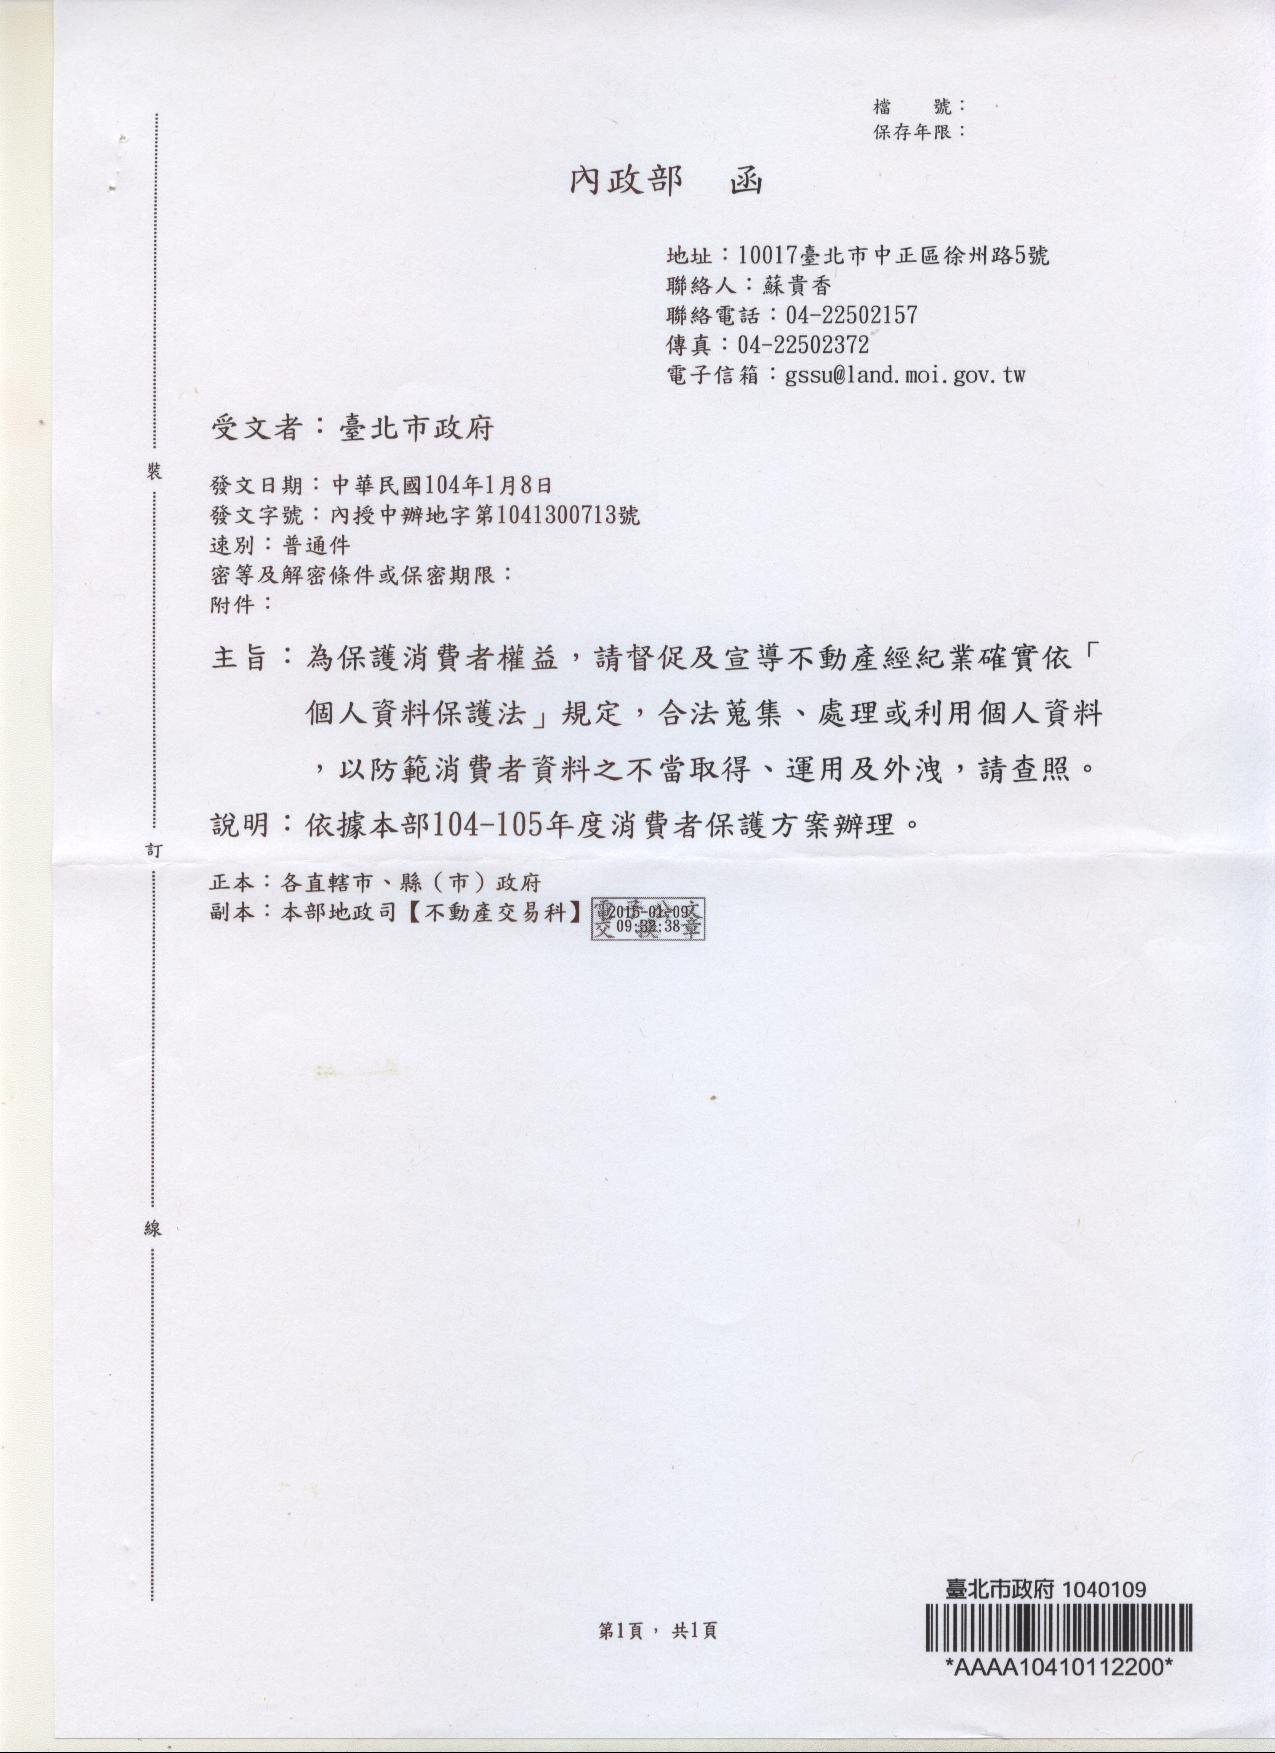 檔　　號：
保存年限：
內政部　函
地址：10017臺北市中正區徐州路5號
聯絡人：蘇貴香
聯絡電話：04-22502157
傳真：04-22502372
電子信箱：gssu@land.moi.gov.tw
受文者：臺北市政府
發文日期：中華民國104年1月8日
發文字號：內授中辦地字第1041300713號
速別：普通件
密等及解密條件或保密期限：
附件：
主旨：為保護消費者權益，請督促及宣導不動產經紀業確實依「
個人資料保護法」規定，合法蒐集、處理或利用個人資料
，以防範消費者資料之不當取得、運用及外洩，請查照。
說明：依據本部104-105年度消費者保護方案辦理。
正本：各直轄市、縣（市）政府
副本：本部地政司【不動產交易科】
電子公文
交換章
2015-01-09
09:32:38
裝
訂
線
第1頁，共1頁
臺北市政府 1040109
*AAAA10410112200*